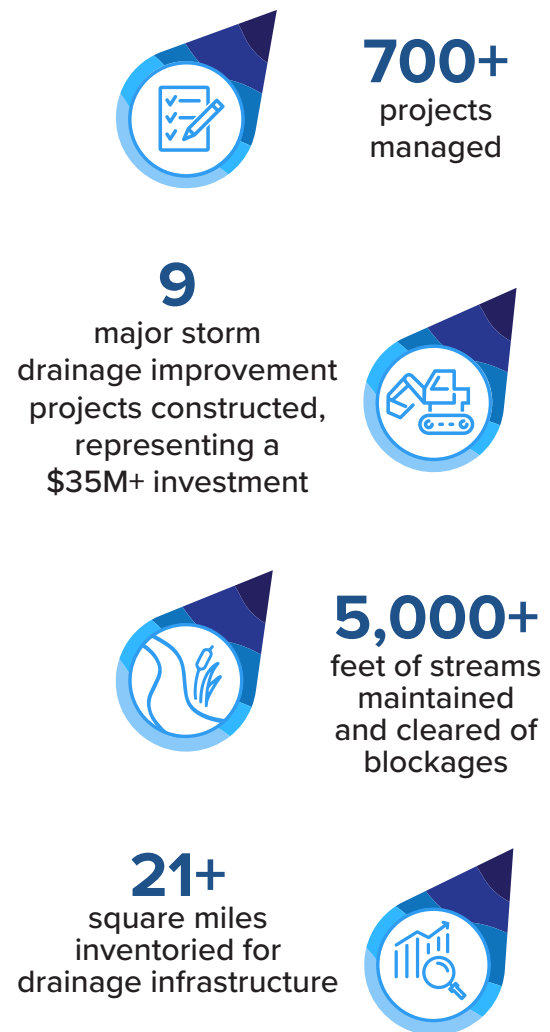 700+
projects
managed
9
major storm
drainage improvement
projects constructed,
representing a
$35M+ investment
5,000+
feet of streams
maintained
and cleared of
blockages
21+
square miles
inventoried for
drainage infrastructure